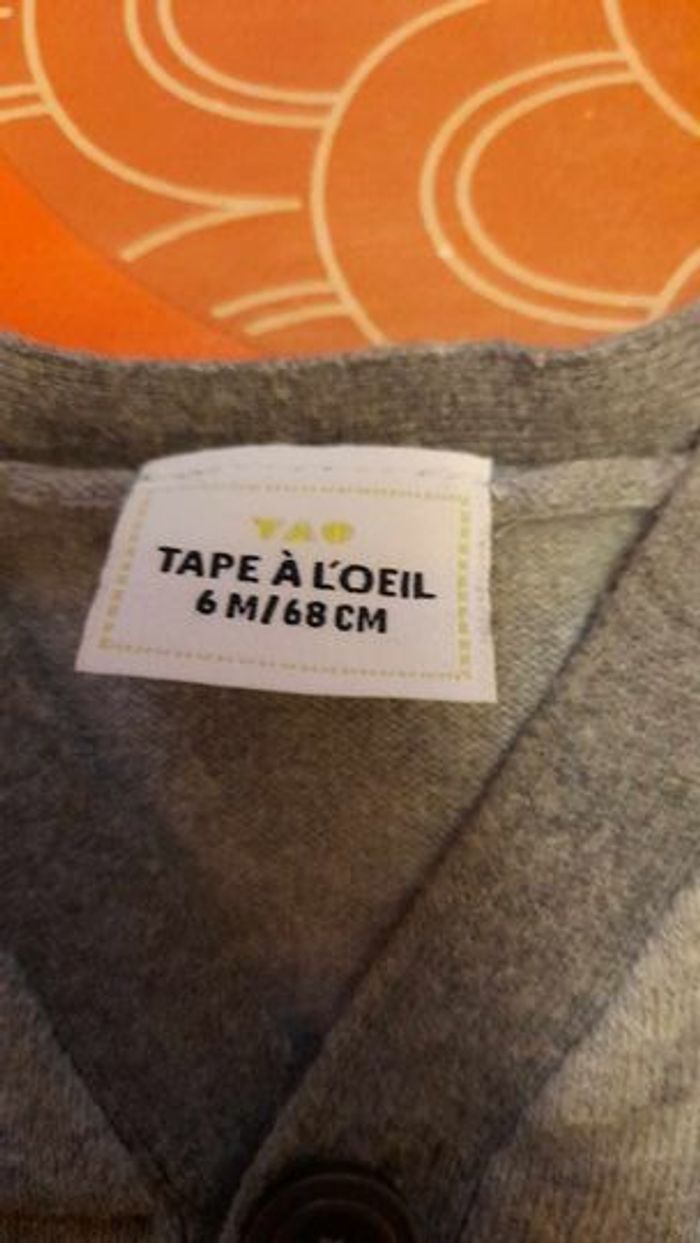 TAO
TAPE À L'OEIL
6 M/68 CM